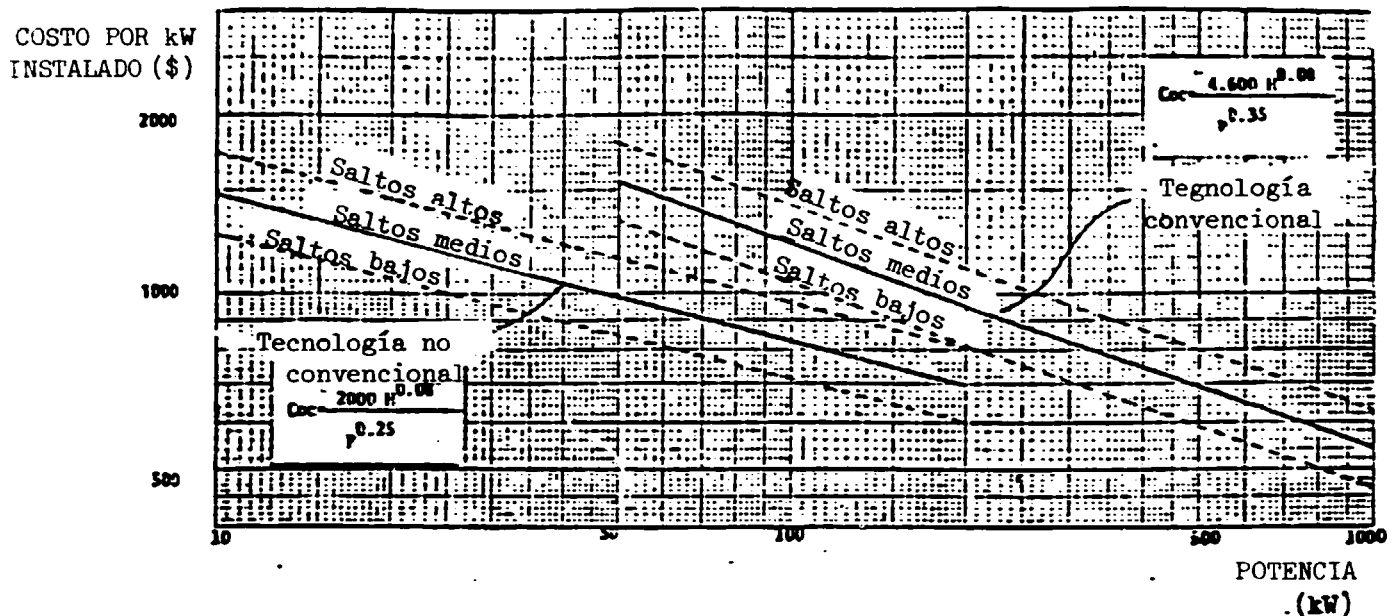 COSTO POR kW
INSTALADO ($)
2000
1000
500
Saltos altos
Saltos medios
Saltos bajos
Saltos altos
Saltos medios
Saltos bajos
Coc = 4.600 H^0.08
P^0.35
Tegnología
convencional
Tecnología no
convencional
Coc = 2000 H^0.08
P^0.25
10
50
100
500
1000
POTENCIA
(kW)